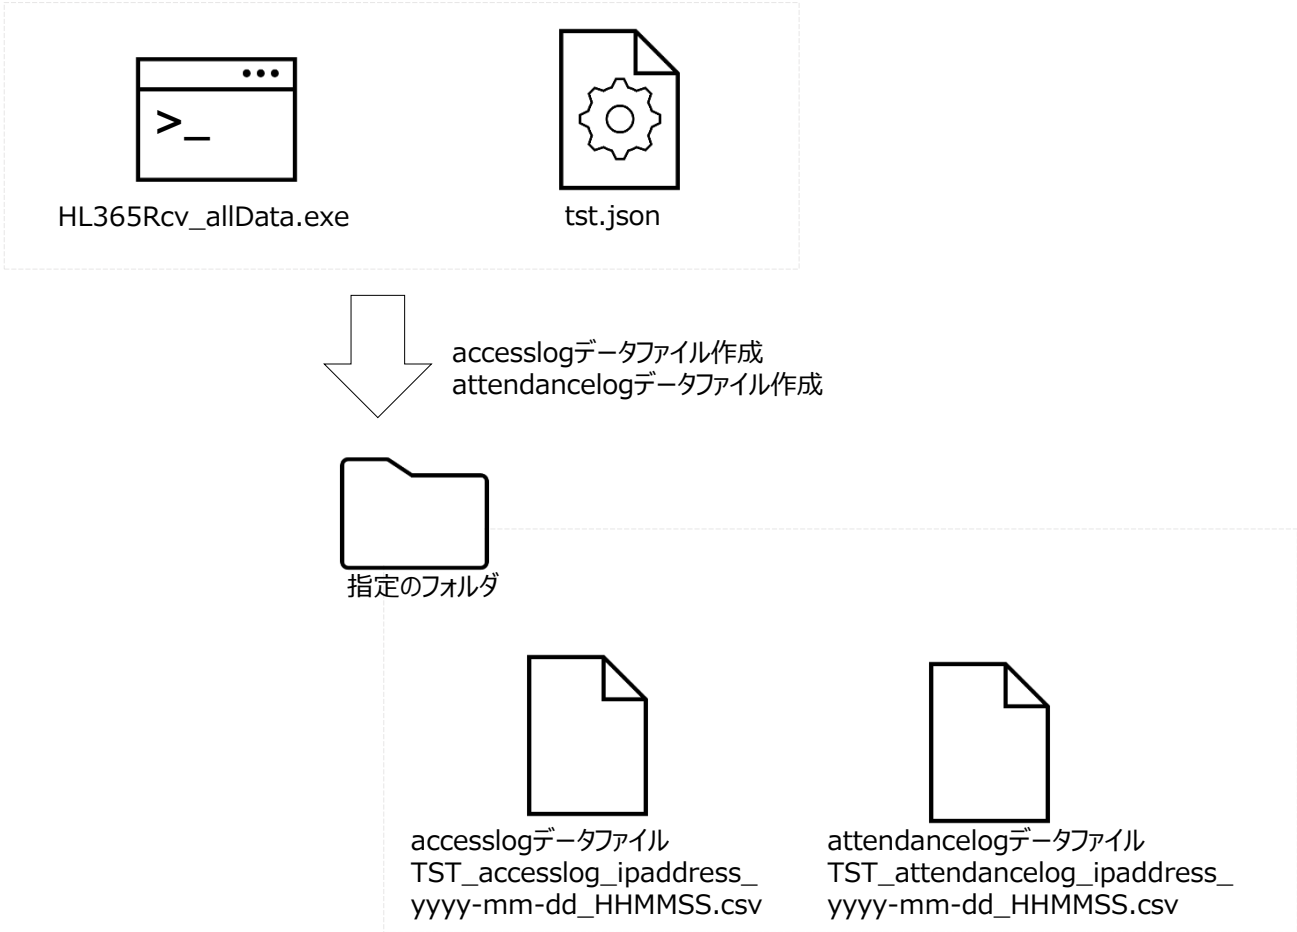 >_
HL365Rcv_allData.exe
tst.json
accesslogデータファイル作成
attendancelogデータファイル作成
指定のフォルダ
accesslogデータファイル
TST_accesslog_ipaddress_
yyyy-mm-dd_HHMMSS.csv
attendancelogデータファイル
TST_attendancelog_ipaddress_
yyyy-mm-dd_HHMMSS.csv